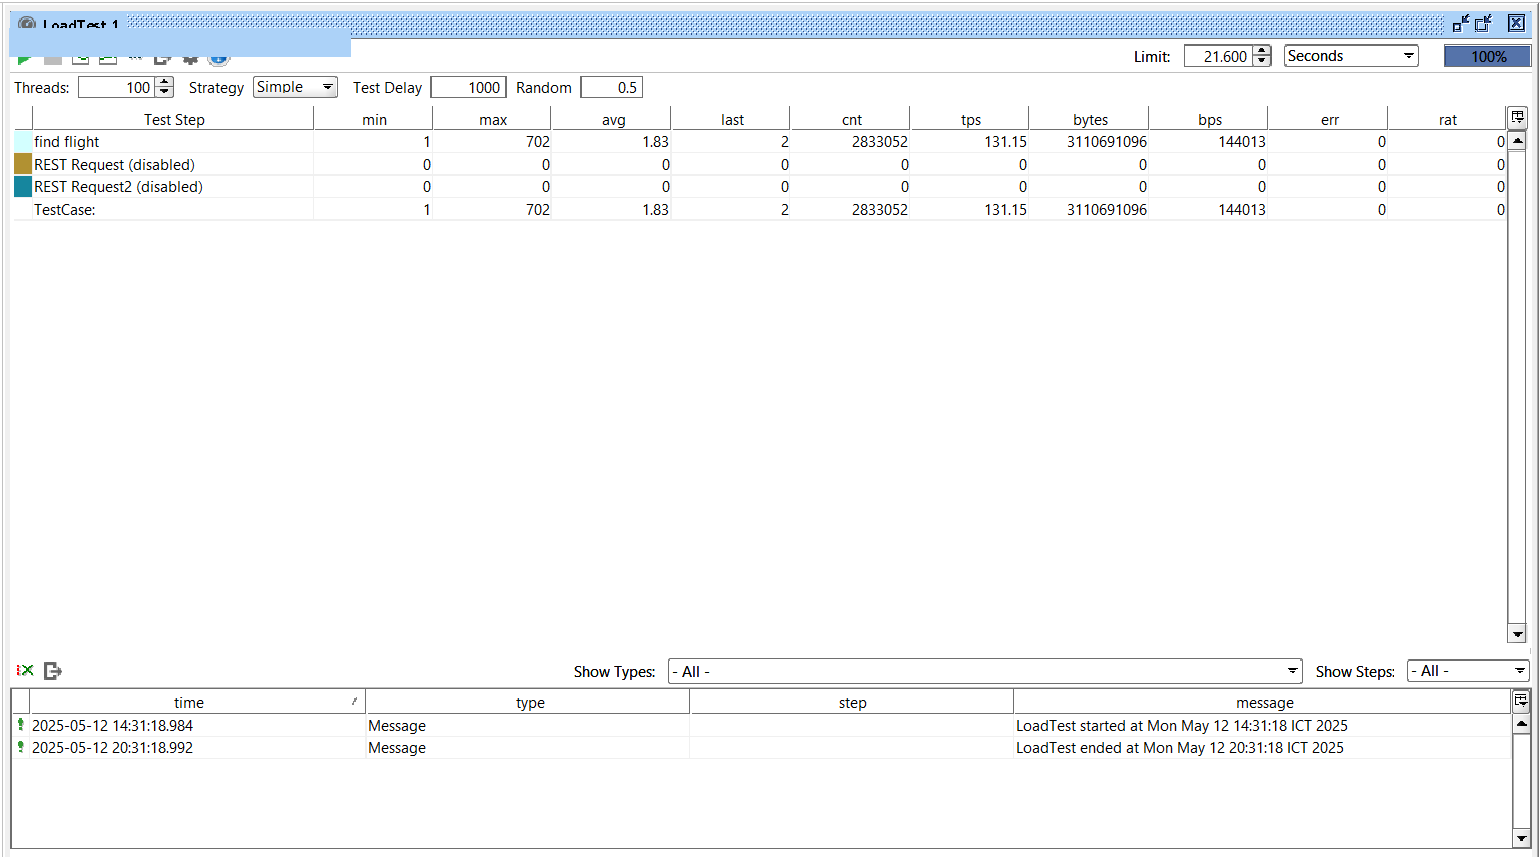 LoadTest 1
Limit: 21.600 Seconds 100%
Threads: 100 Strategy Simple Test Delay 1000 Random 0.5
Test Step min max avg last cnt tps bytes bps err rat
find flight 1 702 1.83 2 2833052 131.15 3110691096 144013 0 0
REST Request (disabled) 0 0 0 0 0 0 0 0 0 0
REST Request2 (disabled) 0 0 0 0 0 0 0 0 0 0
TestCase: 1 702 1.83 2 2833052 131.15 3110691096 144013 0 0
Show Types: - All - Show Steps: - All -
time type step message
2025-05-12 14:31:18.984 Message LoadTest started at Mon May 12 14:31:18 ICT 2025
2025-05-12 20:31:18.992 Message LoadTest ended at Mon May 12 20:31:18 ICT 2025